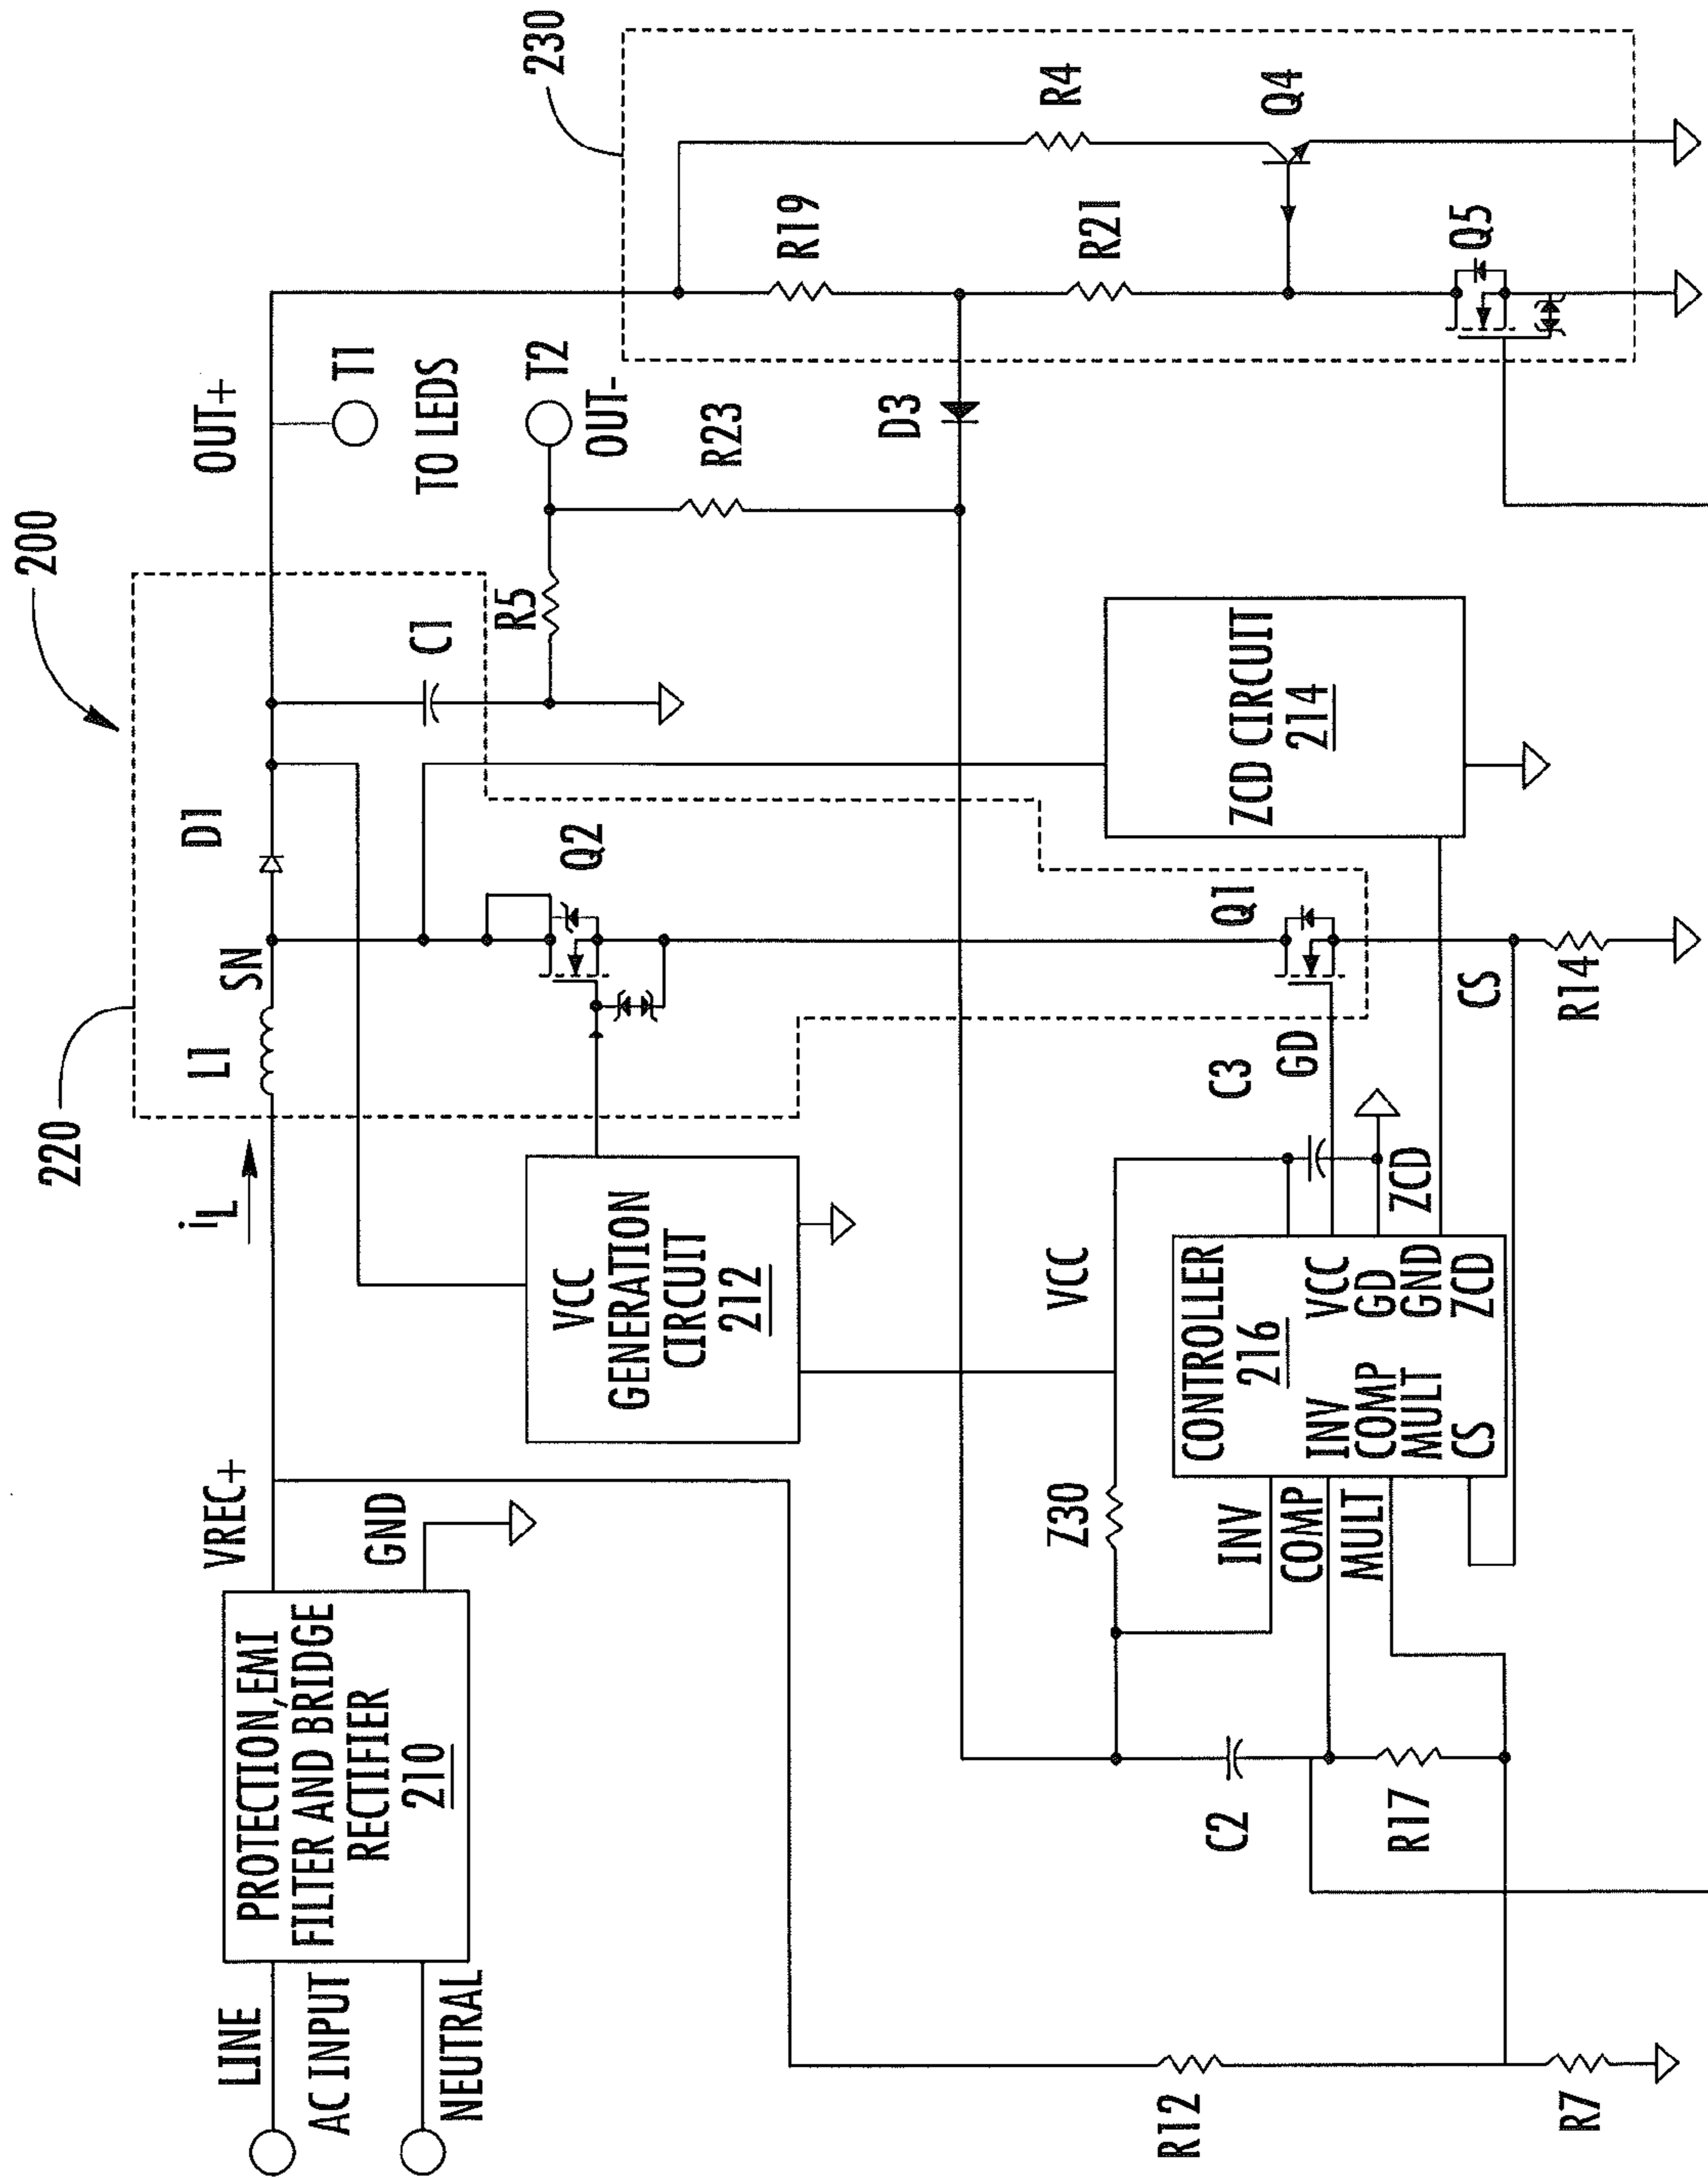 200
220
230
LINE
AC INPUT
NEUTRAL
PROTECTION,EMI
FILTER AND BRIDGE
RECTIFIER
210
VREC+
GND
iL
L1
SN
D1
C1
OUT+
T1
TO LEDS
T2
OUT-
R5
R23
Q2
VCC
GENERATION
CIRCUIT
212
D3
R19
R4
R21
Q4
Q5
ZCD CIRCUIT
214
Q1
VCC
C3
GD
ZCD
CS
R14
Z30
INV
COMP
MULT
CONTROLLER
216
INV
VCC
COMP
GD
MULT
GND
CS
ZCD
C2
R17
R12
R7